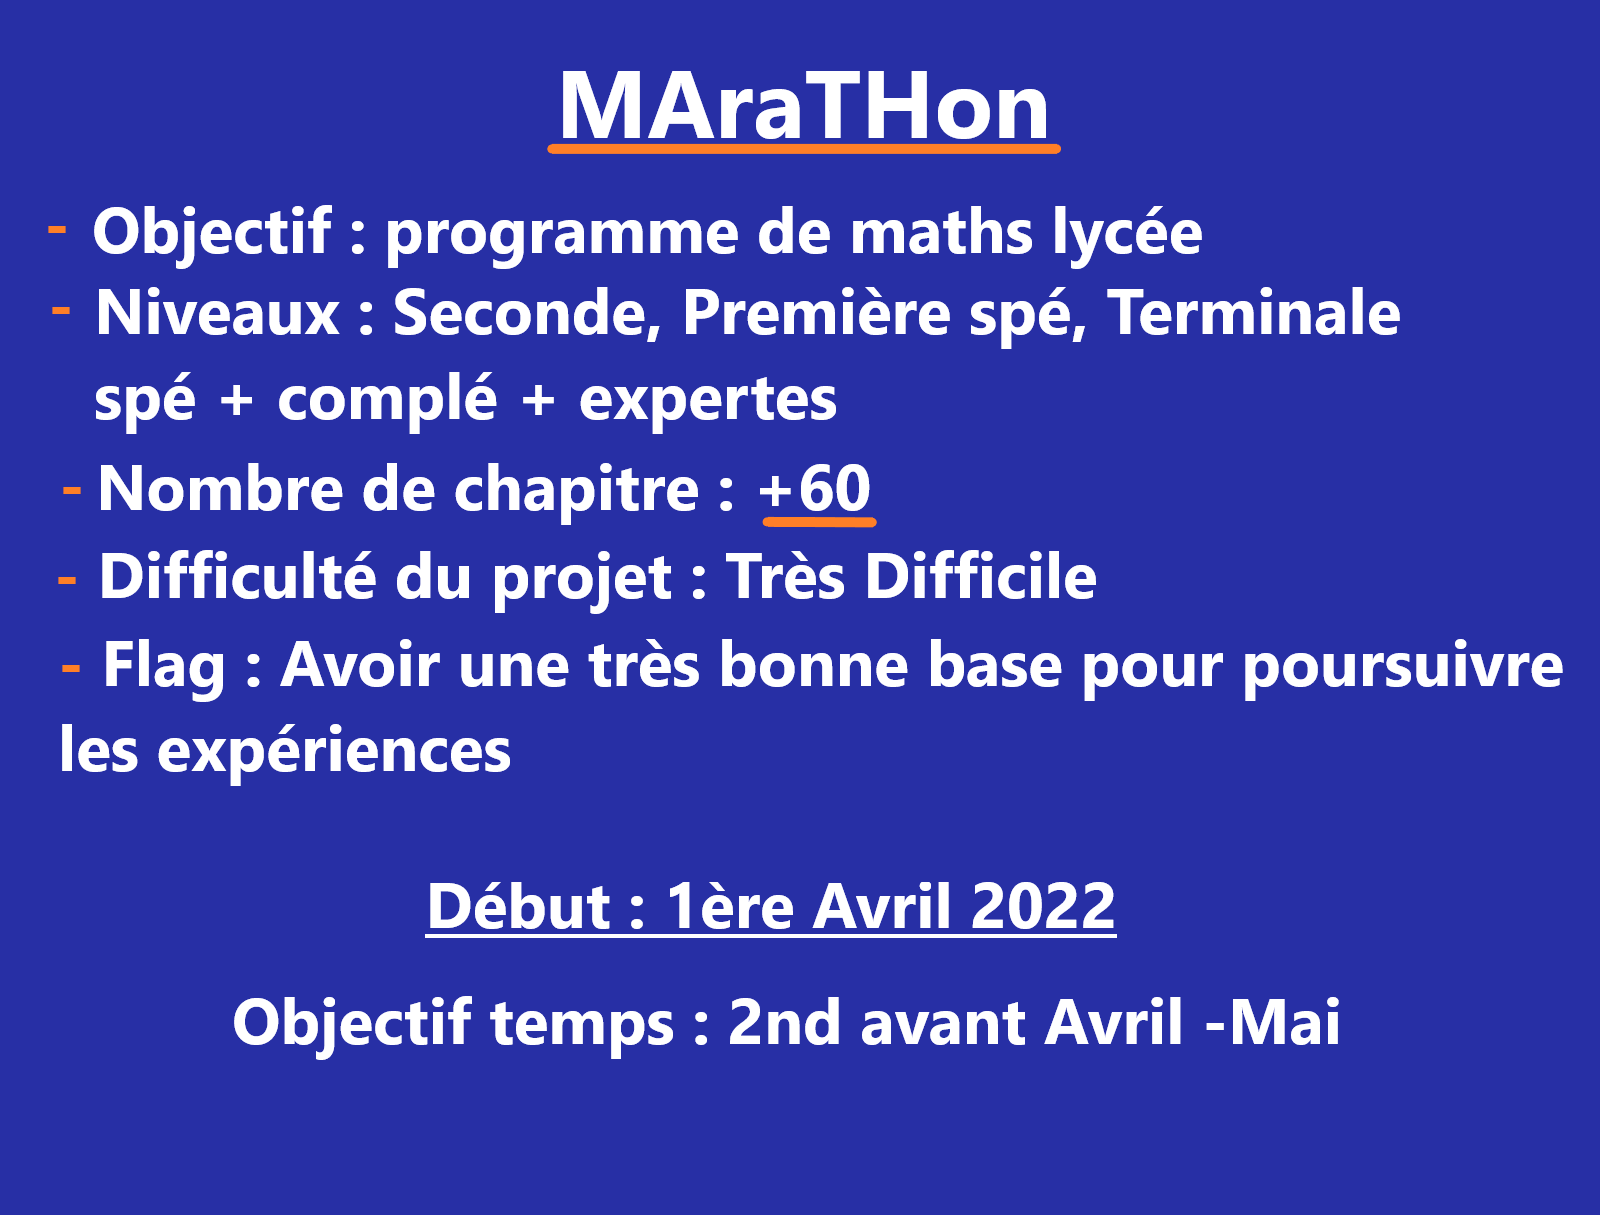 MAraTHon
- Objectif : programme de maths lycée
- Niveaux : Seconde, Première spé, Terminale
spé + complé + expertes
- Nombre de chapitre : +60
- Difficulté du projet : Très Difficile
- Flag : Avoir une très bonne base pour poursuivre
les expériences
Début : 1ère Avril 2022
Objectif temps : 2nd avant Avril -Mai